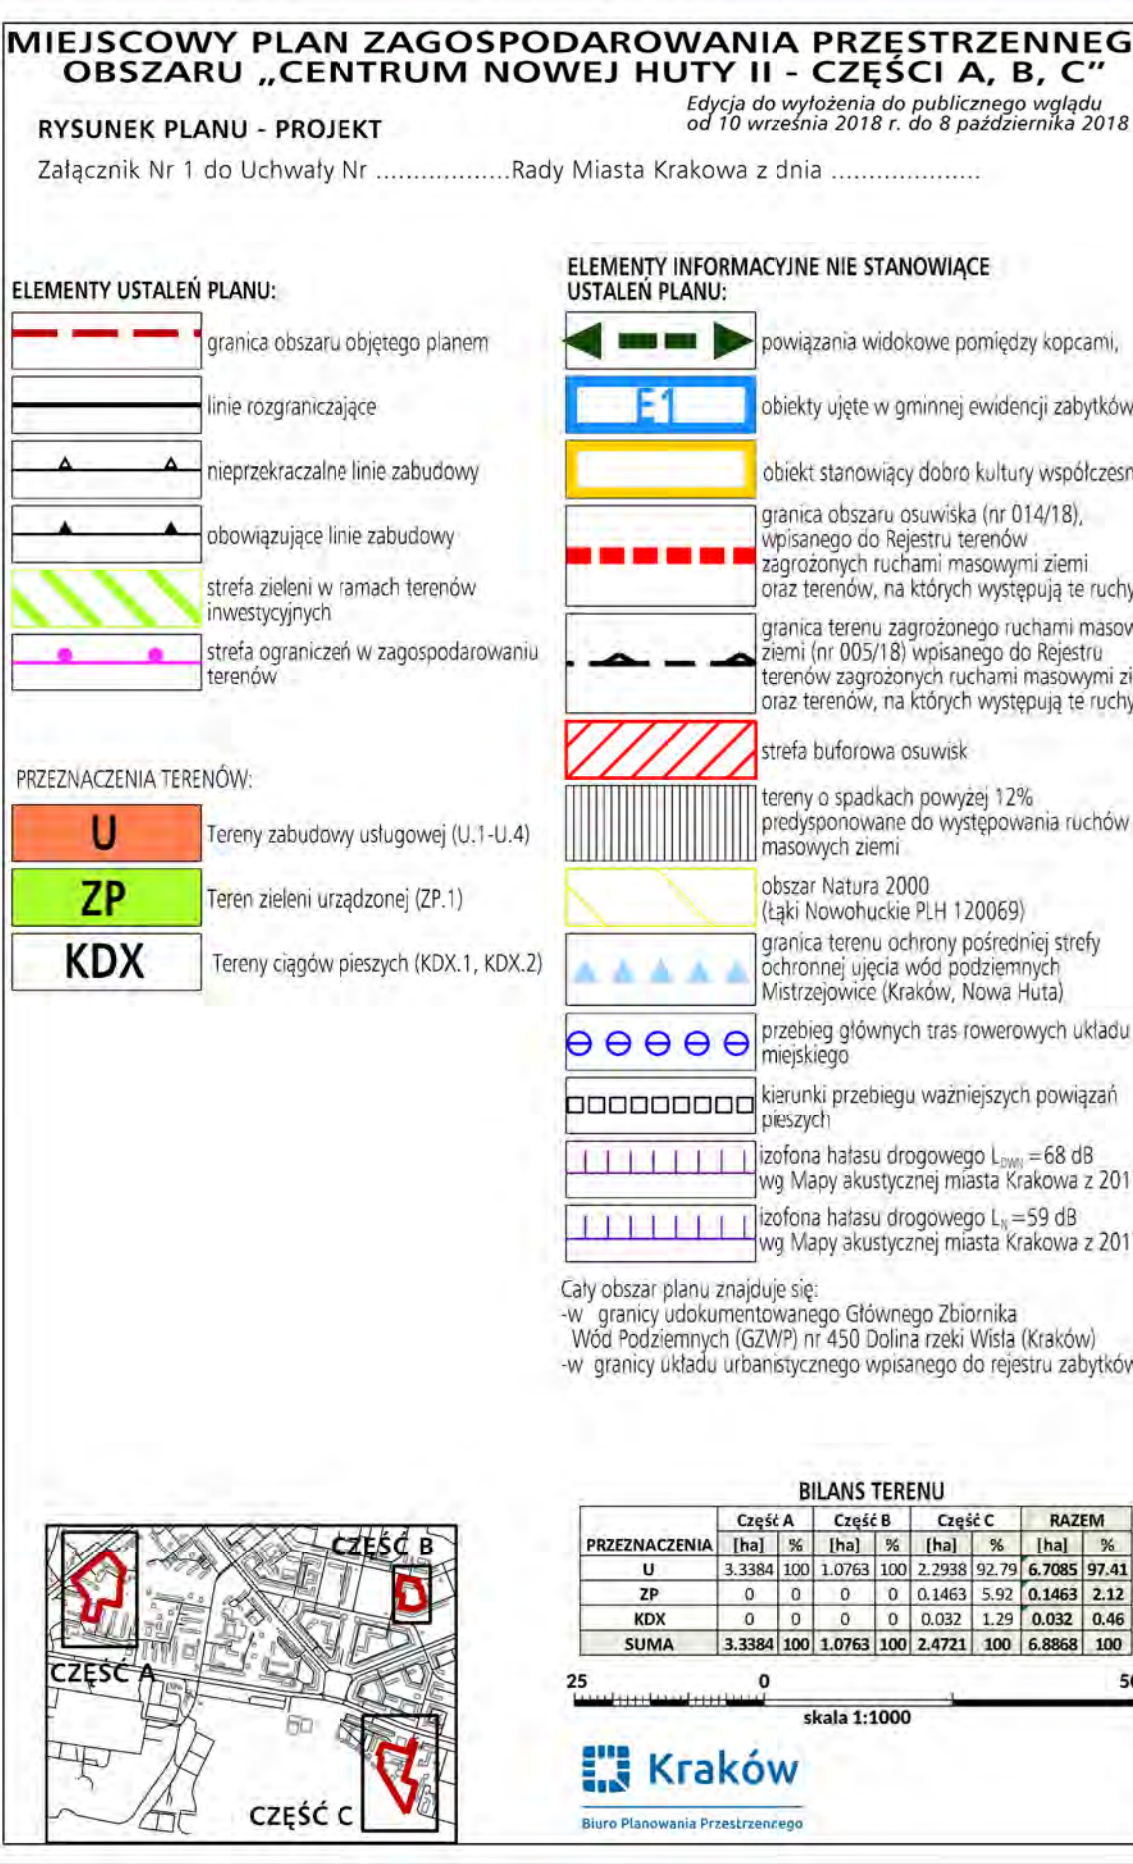 MIEJSCOWY PLAN ZAGOSPODAROWANIA PRZESTRZENNEG
OBSZARU „CENTRUM NOWEJ HUTY II - CZĘŚCI A, B, C”
Edycja do wyłożenia do publicznego wglądu
od 10 września 2018 r. do 8 października 2018
RYSUNEK PLANU - PROJEKT
Załącznik Nr 1 do Uchwały Nr ..................Rady Miasta Krakowa z dnia ....................
ELEMENTY USTALEŃ PLANU:
granica obszaru objętego planem
linie rozgraniczające
nieprzekraczalne linie zabudowy
obowiązujące linie zabudowy
strefa zieleni w ramach terenów
inwestycyjnych
strefa ograniczeń w zagospodarowaniu
terenów
PRZEZNACZENIA TERENÓW:
U
Tereny zabudowy usługowej (U.1-U.4)
ZP
Teren zieleni urządzonej (ZP.1)
KDX
Tereny ciągów pieszych (KDX.1, KDX.2)
ELEMENTY INFORMACYJNE NIE STANOWIĄCE
USTALEŃ PLANU:
powiązania widokowe pomiędzy kopcami,
E1
obiekty ujęte w gminnej ewidencji zabytków
obiekt stanowiący dobro kultury współczesn
granica obszaru osuwiska (nr 014/18),
wpisanego do Rejestru terenów
zagrożonych ruchami masowymi ziemi
oraz terenów, na których występują te ruchy
granica terenu zagrożonego ruchami masow
ziemi (nr 005/18) wpisanego do Rejestru
terenów zagrożonych ruchami masowymi zi
oraz terenów, na których występują te ruchy
strefa buforowa osuwisk
tereny o spadkach powyżej 12%
predysponowane do występowania ruchów
masowych ziemi
obszar Natura 2000
(Łąki Nowohuckie PLH 120069)
granica terenu ochrony pośredniej strefy
ochronnej ujęcia wód podziemnych
Mistrzejowice (Kraków, Nowa Huta)
przebieg głównych tras rowerowych układu
miejskiego
kierunki przebiegu ważniejszych powiązań
pieszych
izofona hałasu drogowego LDWN =68 dB
wg Mapy akustycznej miasta Krakowa z 201
izofona hałasu drogowego LN =59 dB
wg Mapy akustycznej miasta Krakowa z 201
Cały obszar planu znajduje się:
-w granicy udokumentowanego Głównego Zbiornika
Wód Podziemnych (GZWP) nr 450 Dolina rzeki Wisła (Kraków)
-w granicy układu urbanistycznego wpisanego do rejestru zabytków
CZĘŚĆ B
CZĘŚĆ A
CZĘŚĆ C
BILANS TERENU
Część A Część B Część C RAZEM
PRZEZNACZENIA [ha] % [ha] % [ha] % [ha] %
U 3.3384 100 1.0763 100 2.2938 92.79 6.7085 97.41
ZP 0 0 0 0 0.1463 5.92 0.1463 2.12
KDX 0 0 0 0 0.032 1.29 0.032 0.46
SUMA 3.3384 100 1.0763 100 2.4721 100 6.8868 100
25 0 5
skala 1:1000
Kraków
Biuro Planowania Przestrzennego